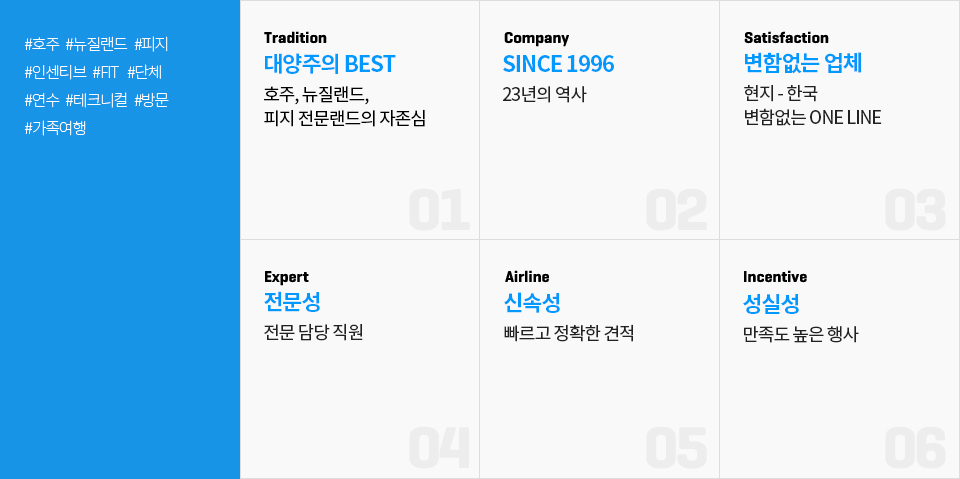 #호주 #뉴질랜드 #피지
#인센티브 #FIT #단체
#연수 #테크니컬 #방문
#가족여행
Tradition
대양주의 BEST
호주, 뉴질랜드,
피지 전문랜드의 자존심
01
Company
SINCE 1996
23년의 역사
02
Satisfaction
변함없는 업체
현지 - 한국
변함없는 ONE LINE
03
Expert
전문성
전문 담당 직원
04
Airline
신속성
빠르고 정확한 견적
05
Incentive
성실성
만족도 높은 행사
06